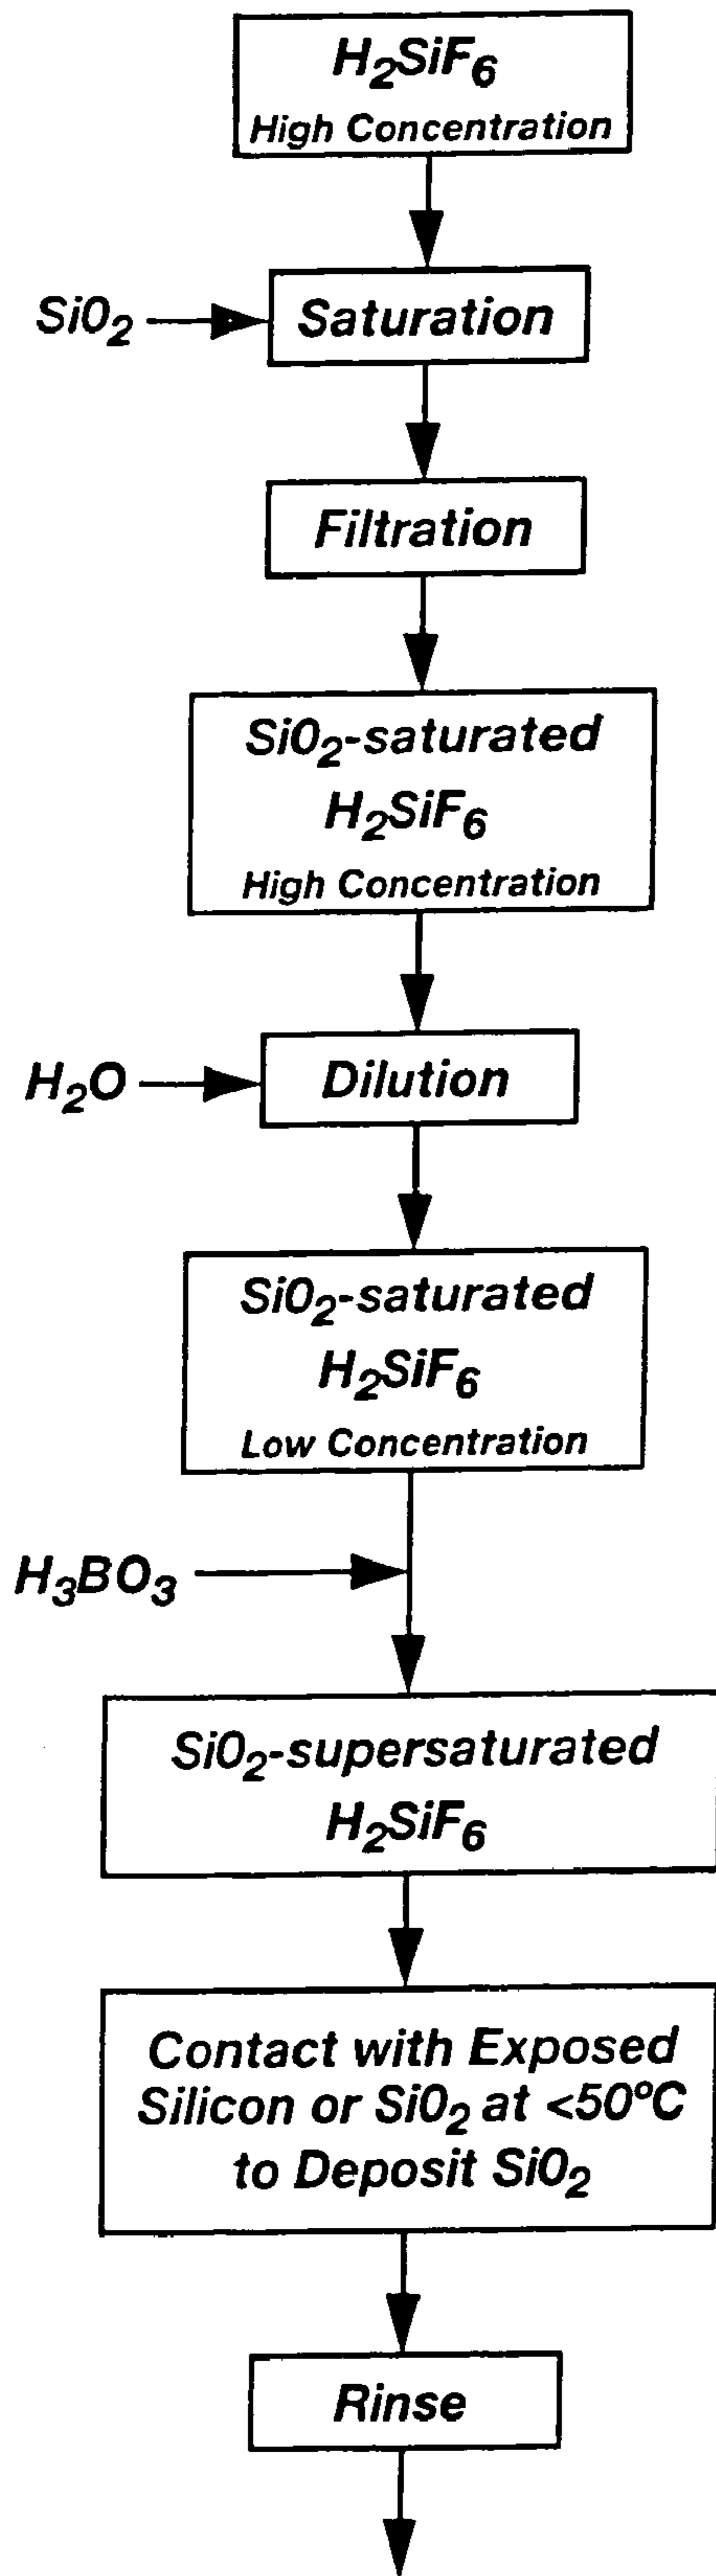 H₂SiF₆
High Concentration
SiO₂
Saturation
Filtration
SiO₂-saturated
H₂SiF₆
High Concentration
H₂O
Dilution
SiO₂-saturated
H₂SiF₆
Low Concentration
H₃BO₃
SiO₂-supersaturated
H₂SiF₆
Contact with Exposed
Silicon or SiO₂ at <50°C
to Deposit SiO₂
Rinse